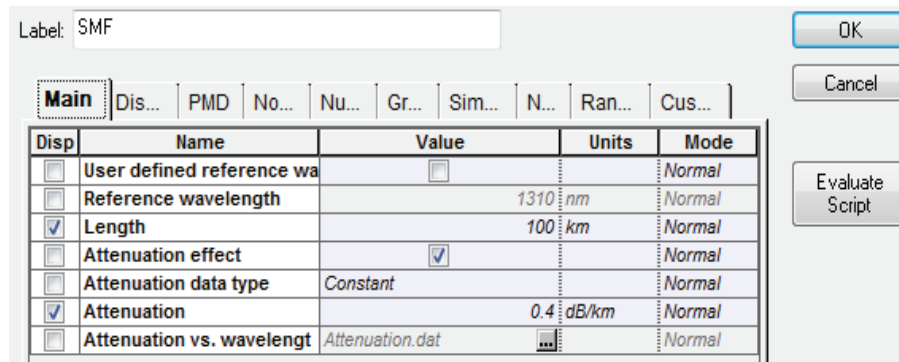 Label: SMF
OK
Cancel
Evaluate
Script
Main Dis... PMD No... Nu... Gr... Sim... N... Ran... Cus...
Disp Name Value Units Mode
User defined reference wa Normal
Reference wavelength 1310 nm Normal
Length 100 km Normal
Attenuation effect Normal
Attenuation data type Constant Normal
Attenuation 0.4 dB/km Normal
Attenuation vs. wavelengt Attenuation.dat ... Normal